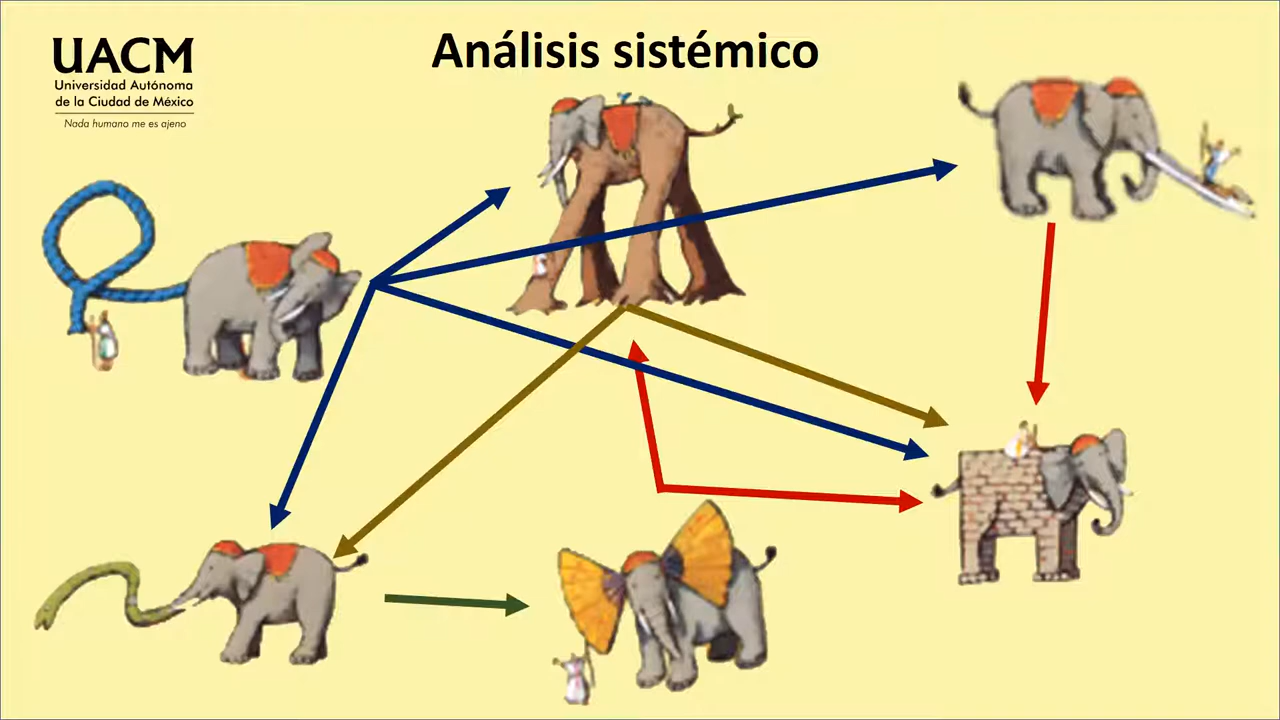 UACM
Universidad Autónoma
de la Ciudad de México
Nada humano me es ajeno
Análisis sistémico